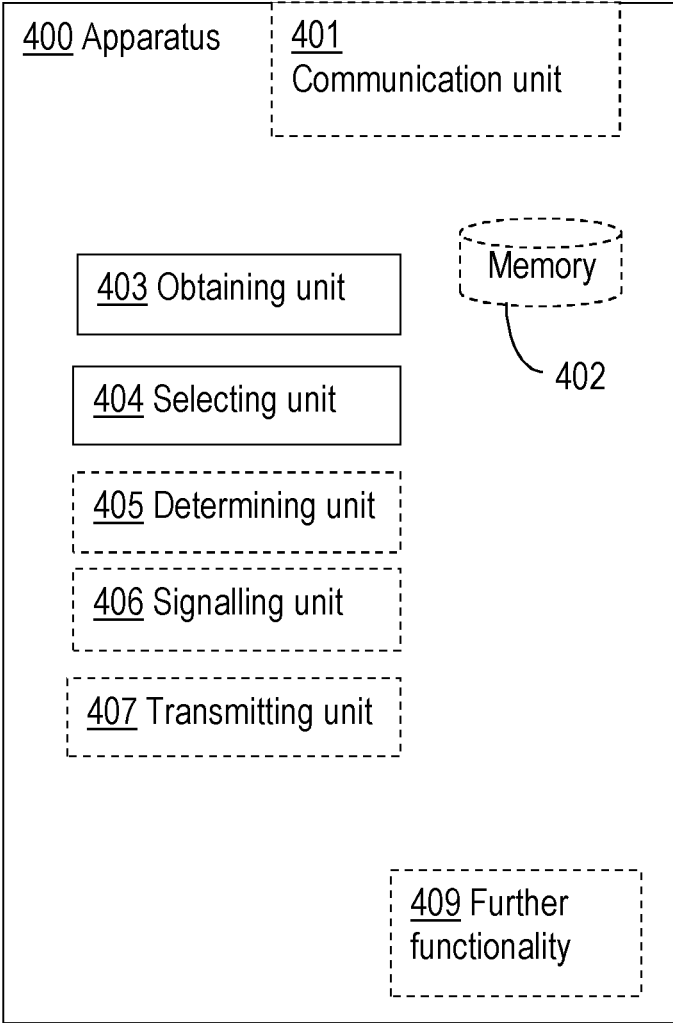 400 Apparatus
401
Communication unit
Memory
402
403 Obtaining unit
404 Selecting unit
405 Determining unit
406 Signalling unit
407 Transmitting unit
409 Further
functionality